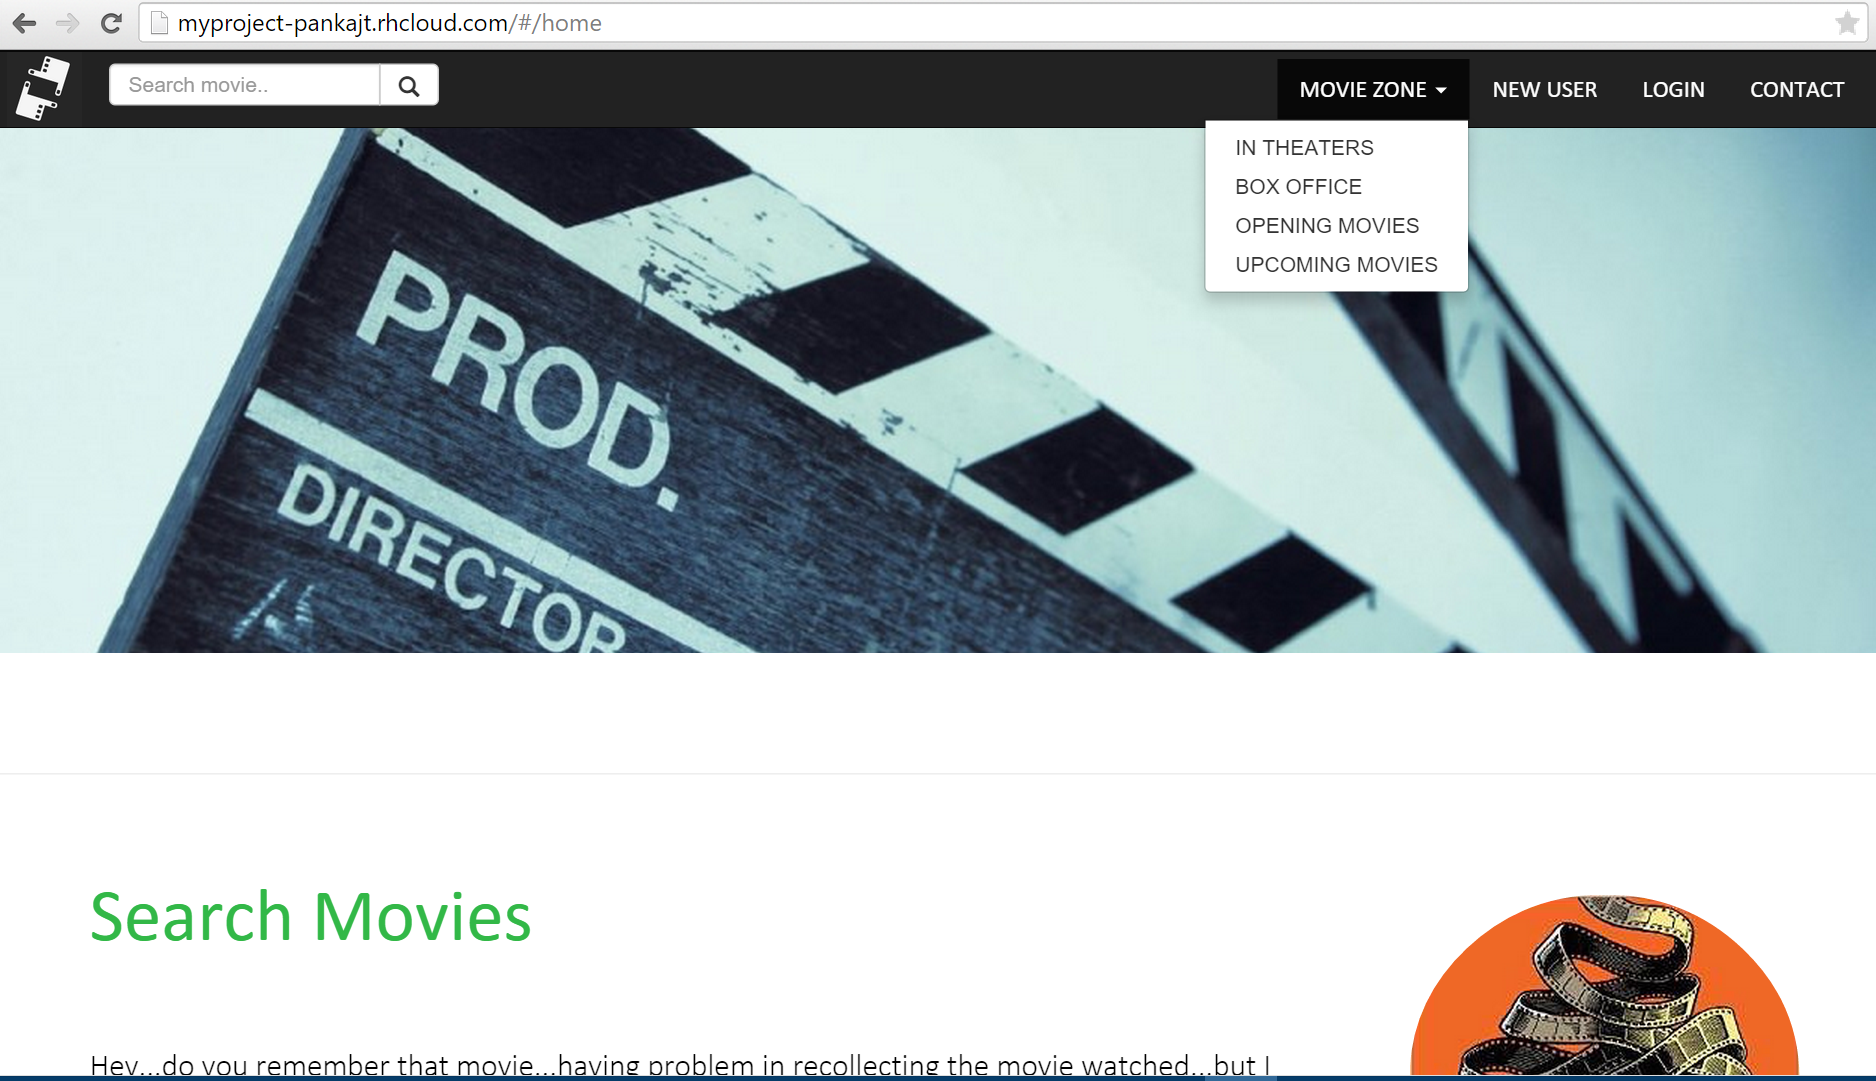 myproject-pankajt.rhcloud.com/#/home
Search movie..
MOVIE ZONE NEW USER LOGIN CONTACT
IN THEATERS
BOX OFFICE
OPENING MOVIES
UPCOMING MOVIES
PROD.
DIRECTOR
Search Movies
Hey...do you remember that movie...having problem in recollecting the movie watched...but I